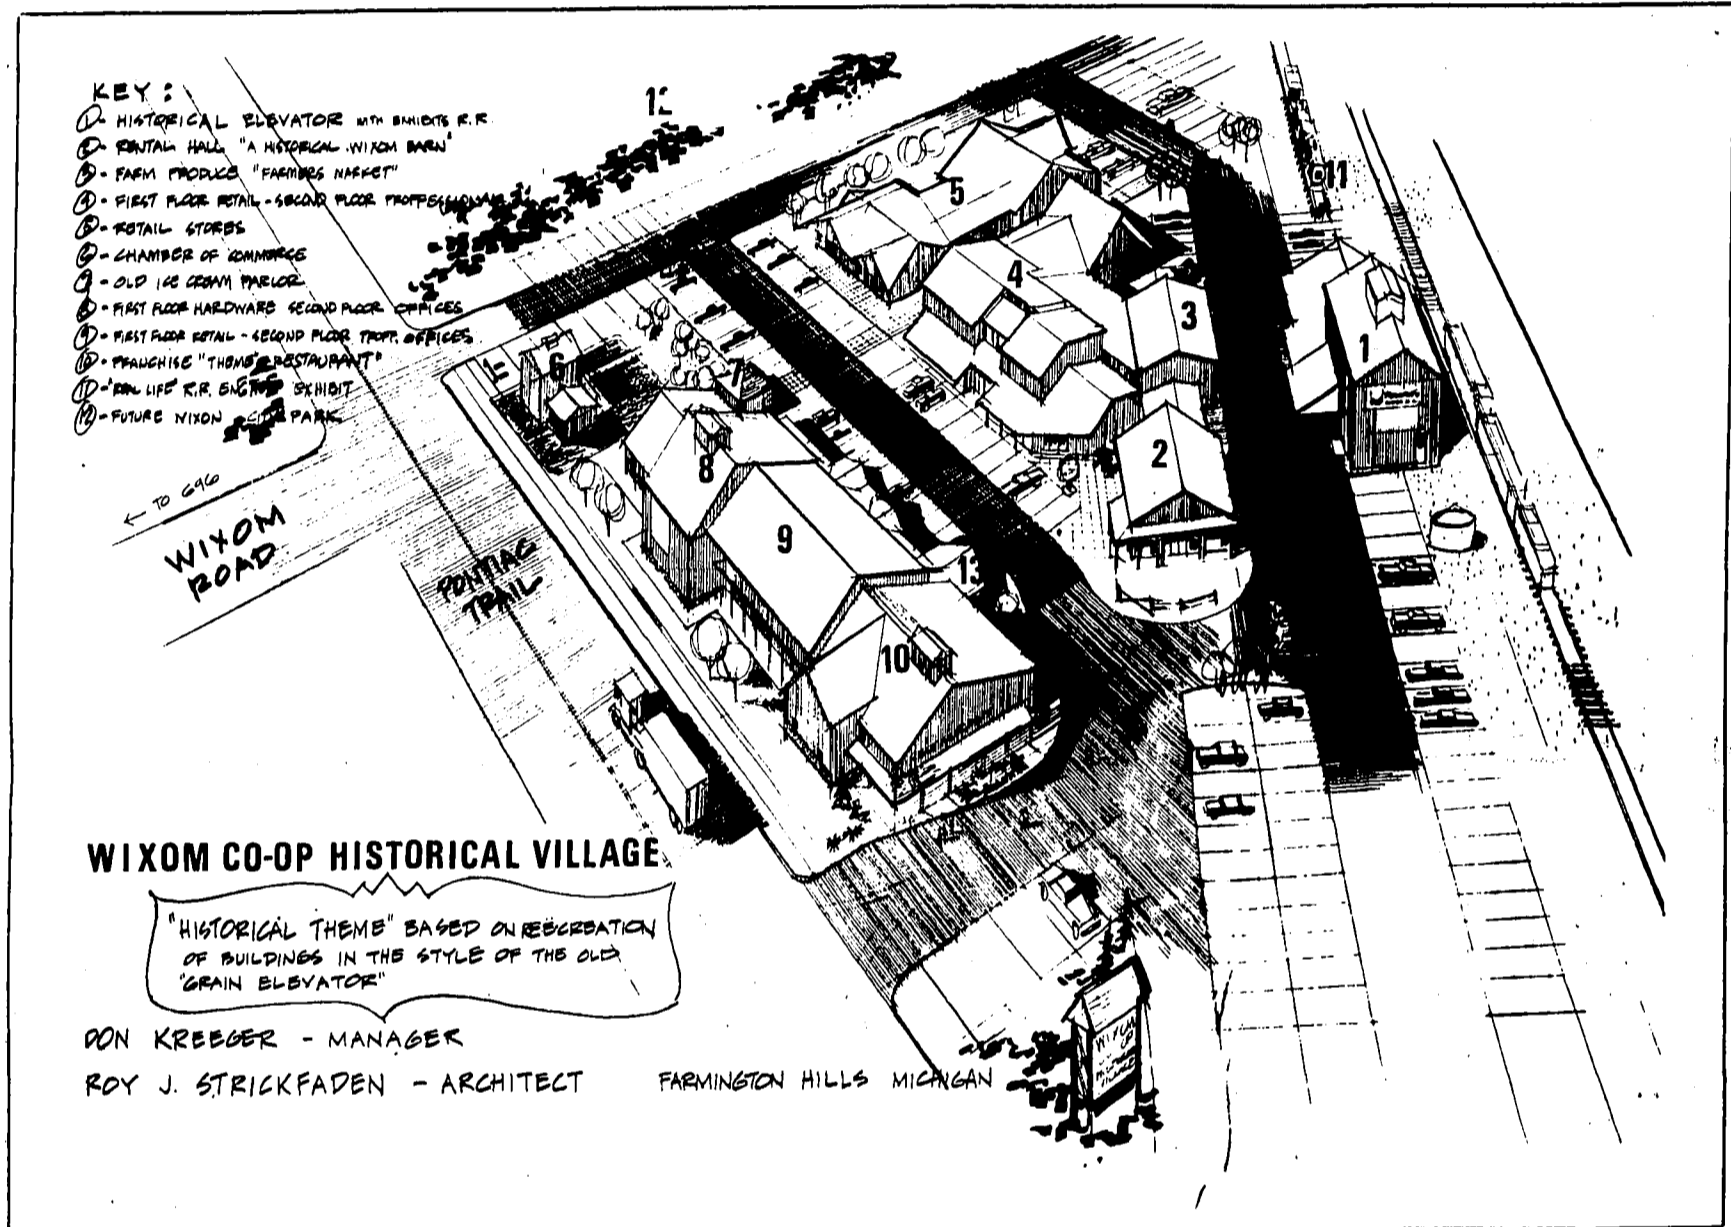 KEY:
① - HISTORICAL ELEVATOR WITH EXHIBITS R.R.
② - RENTAL HALL "A HISTORICAL WIXOM BARN"
③ - FARM PRODUCE "FARMERS MARKET"
④ - FIRST FLOOR RETAIL - SECOND FLOOR PROFFESSIONAL
⑤ - RETAIL STORES
⑥ - CHAMBER OF COMMERCE
⑦ - OLD ICE CREAM PARLOR
⑧ - FIRST FLOOR HARDWARE SECOND FLOOR OFFICES
⑨ - FIRST FLOOR RETAIL - SECOND FLOOR PROFF. OFFICES
⑩ - FRANCHISE "THEME" RESTAURANT"
⑪ - "REAL LIFE" R.R. ENGINE EXHIBIT
⑫ - FUTURE WIXOM CITY PARK
11
5
4
3
1
6
7
2
8
9
13
10
← TO 696
WIXOM
ROAD
PONTIAC
TRAIL
WIXOM CO-OP HISTORICAL VILLAGE
"HISTORICAL THEME" BASED ON REECREATION
OF BUILDINGS IN THE STYLE OF THE OLD
"GRAIN ELEVATOR"
DON KREEGER - MANAGER
ROY J. STRICKFADEN - ARCHITECT
FARMINGTON HILLS MICHIGAN
WIXOM